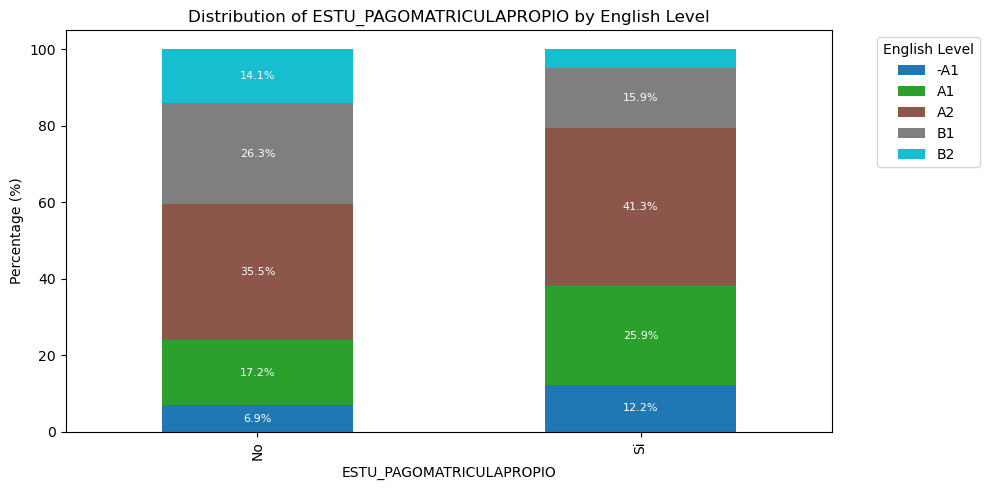 Distribution of ESTU_PAGOMATRICULAPROPIO by English Level
Percentage (%)
100
80
60
40
20
0
14.1%
26.3%
35.5%
17.2%
6.9%
15.9%
41.3%
25.9%
12.2%
No
Si
ESTU_PAGOMATRICULAPROPIO
English Level
-A1
A1
A2
B1
B2